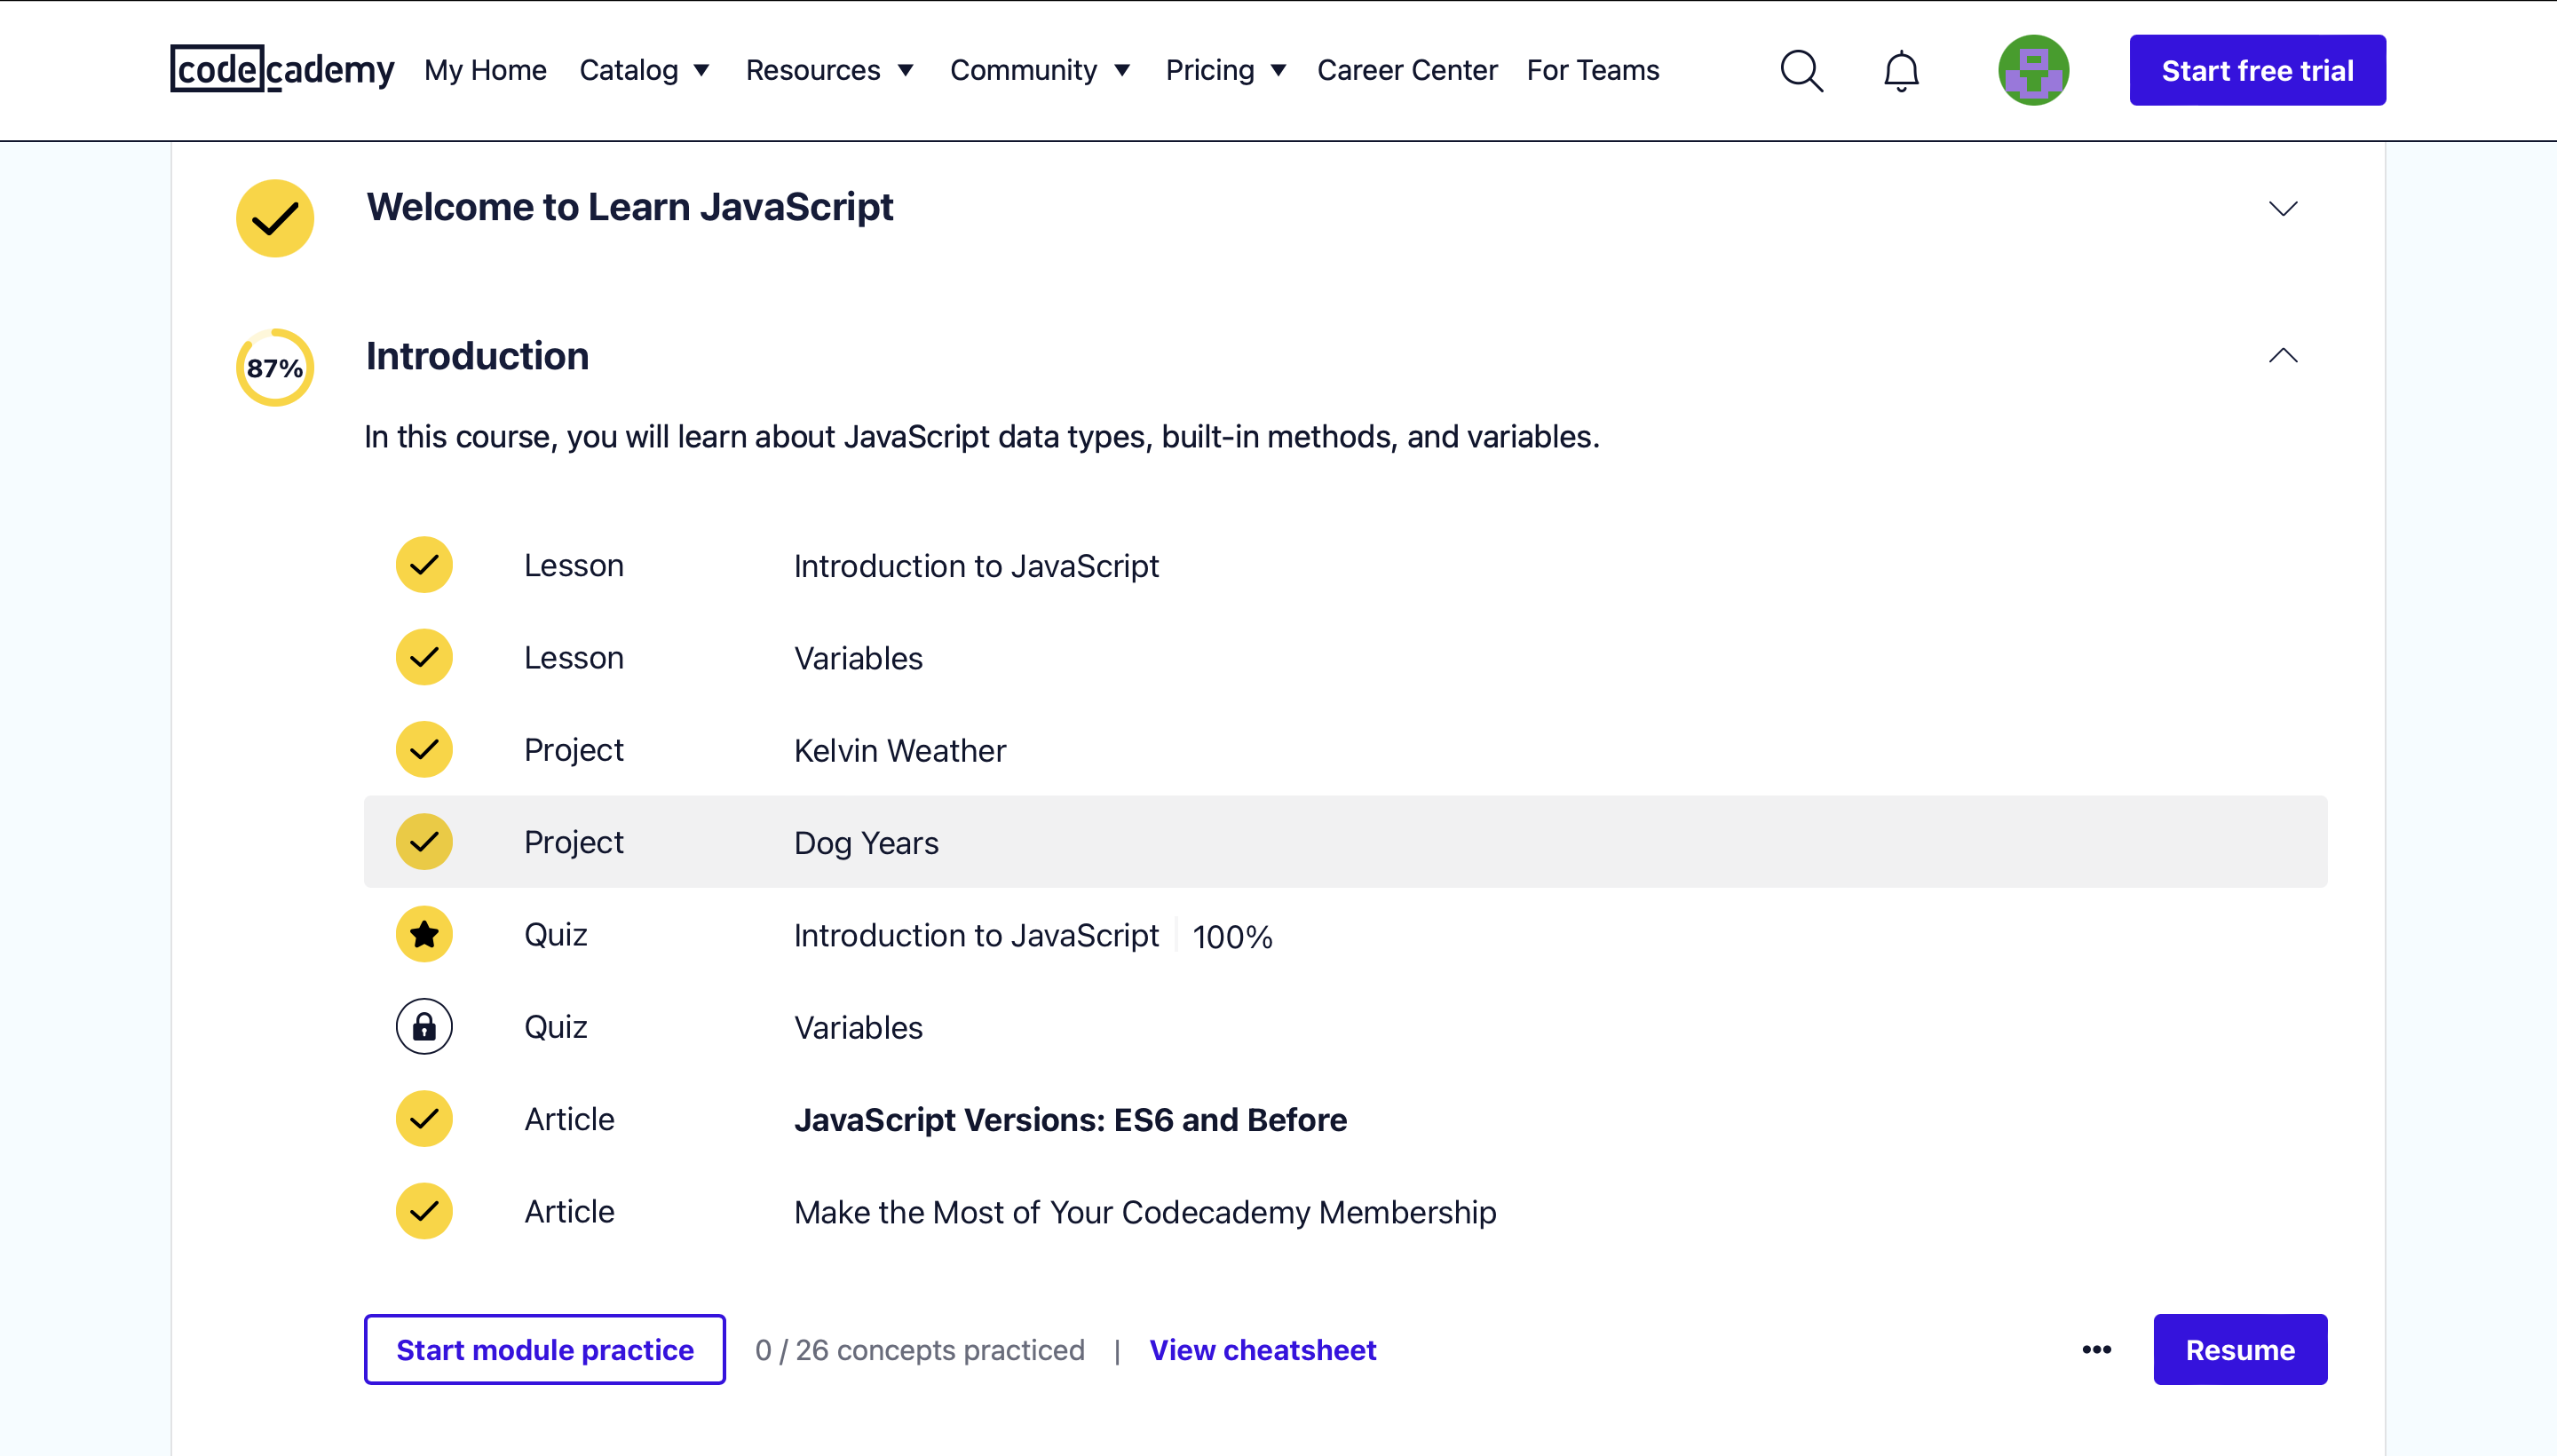 codecademy My Home Catalog Resources Community Pricing Career Center For Teams Start free trial
Welcome to Learn JavaScript
87% Introduction
In this course, you will learn about JavaScript data types, built-in methods, and variables.
Lesson Introduction to JavaScript
Lesson Variables
Project Kelvin Weather
Project Dog Years
Quiz Introduction to JavaScript 100%
Quiz Variables
Article JavaScript Versions: ES6 and Before
Article Make the Most of Your Codecademy Membership
Start module practice 0 / 26 concepts practiced | View cheatsheet ••• Resume